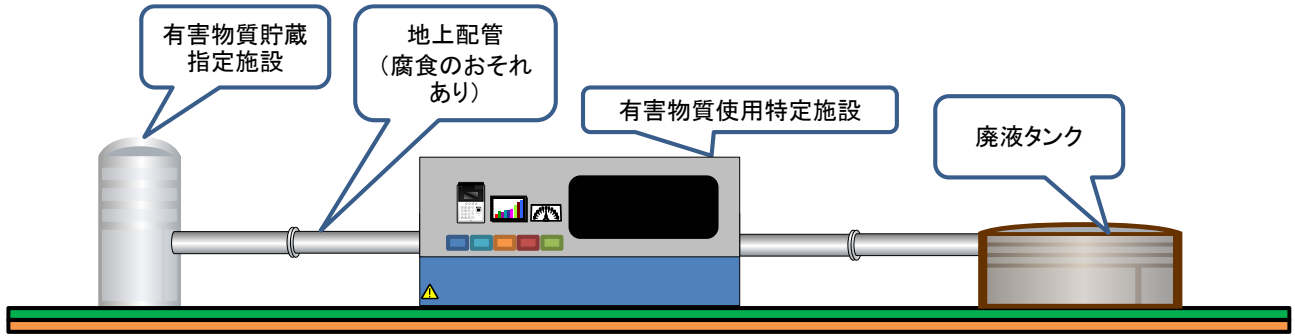 有害物質貯蔵
指定施設
地上配管
（腐食のおそれ
あり）
有害物質使用特定施設
廃液タンク